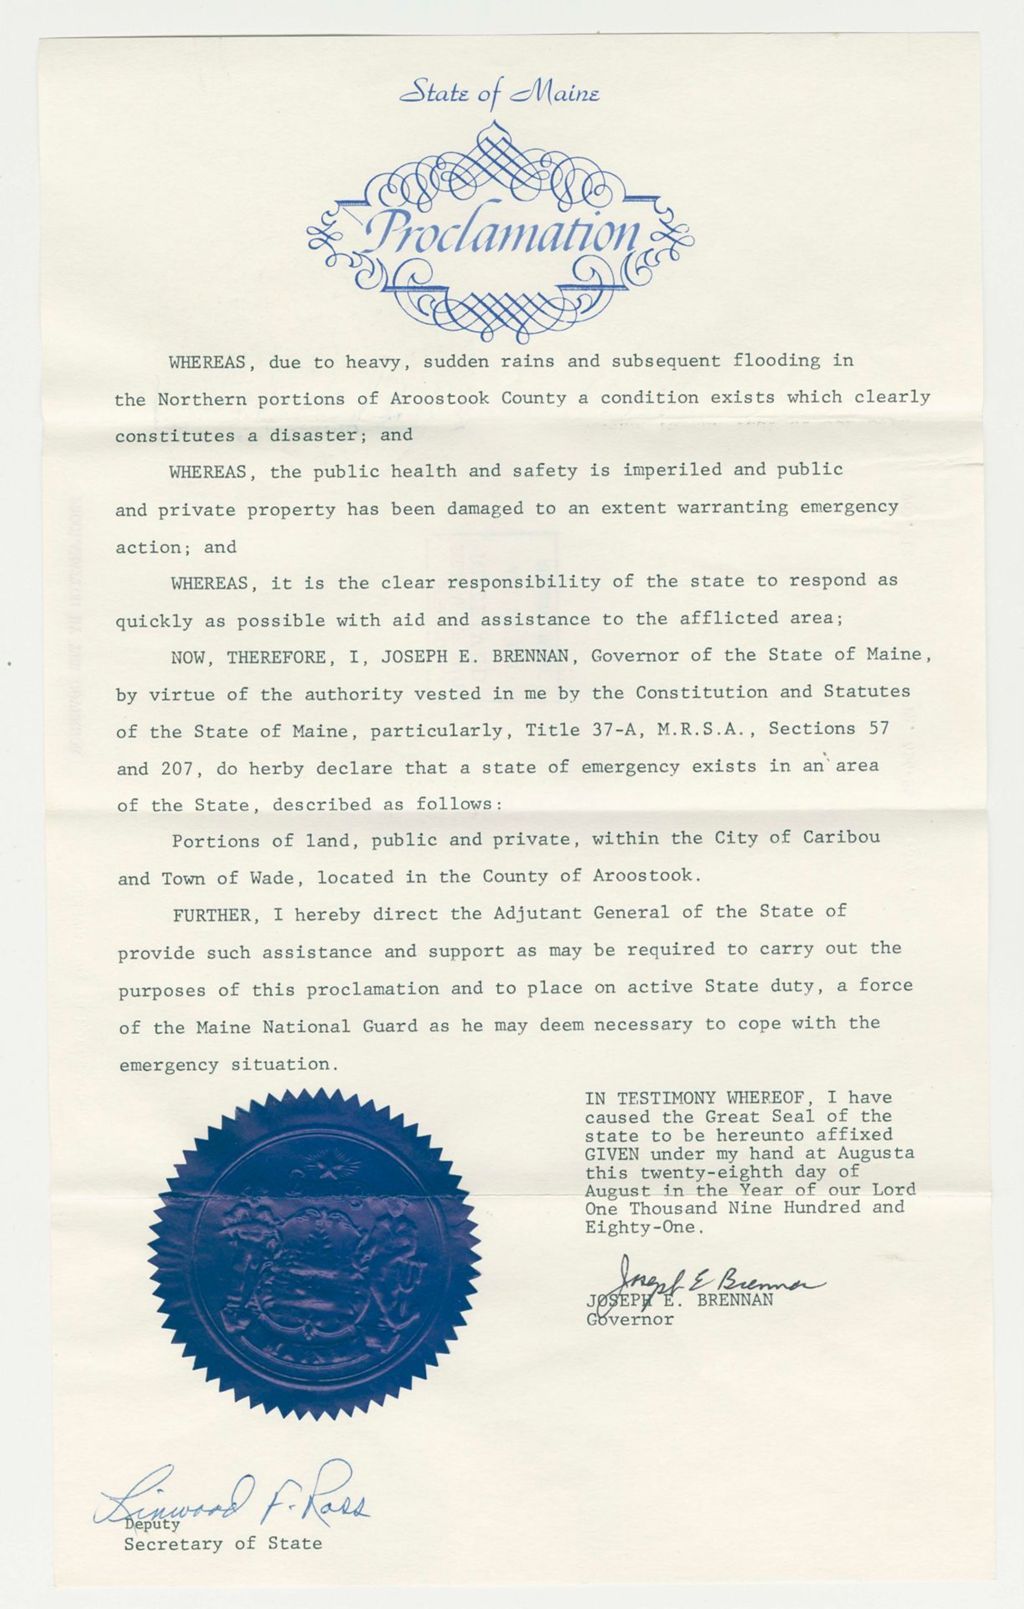 State of Maine
Proclamation
WHEREAS, due to heavy, sudden rains and subsequent flooding in
the Northern portions of Aroostook County a condition exists which clearly
constitutes a disaster; and
WHEREAS, the public health and safety is imperiled and public
and private property has been damaged to an extent warranting emergency
action; and
WHEREAS, it is the clear responsibility of the state to respond as
quickly as possible with aid and assistance to the afflicted area;
NOW, THEREFORE, I, JOSEPH E. BRENNAN, Governor of the State of Maine,
by virtue of the authority vested in me by the Constitution and Statutes
of the State of Maine, particularly, Title 37-A, M.R.S.A., Sections 57
and 207, do herby declare that a state of emergency exists in an area
of the State, described as follows:
Portions of land, public and private, within the City of Caribou
and Town of Wade, located in the County of Aroostook.
FURTHER, I hereby direct the Adjutant General of the State of
provide such assistance and support as may be required to carry out the
purposes of this proclamation and to place on active State duty, a force
of the Maine National Guard as he may deem necessary to cope with the
emergency situation.
IN TESTIMONY WHEREOF, I have
caused the Great Seal of the
state to be hereunto affixed
GIVEN under my hand at Augusta
this twenty-eighth day of
August in the Year of our Lord
One Thousand Nine Hundred and
Eighty-One.
Joseph E Brennan
JOSEPH E. BRENNAN
Governor
Linwood F. Ross
Deputy
Secretary of State